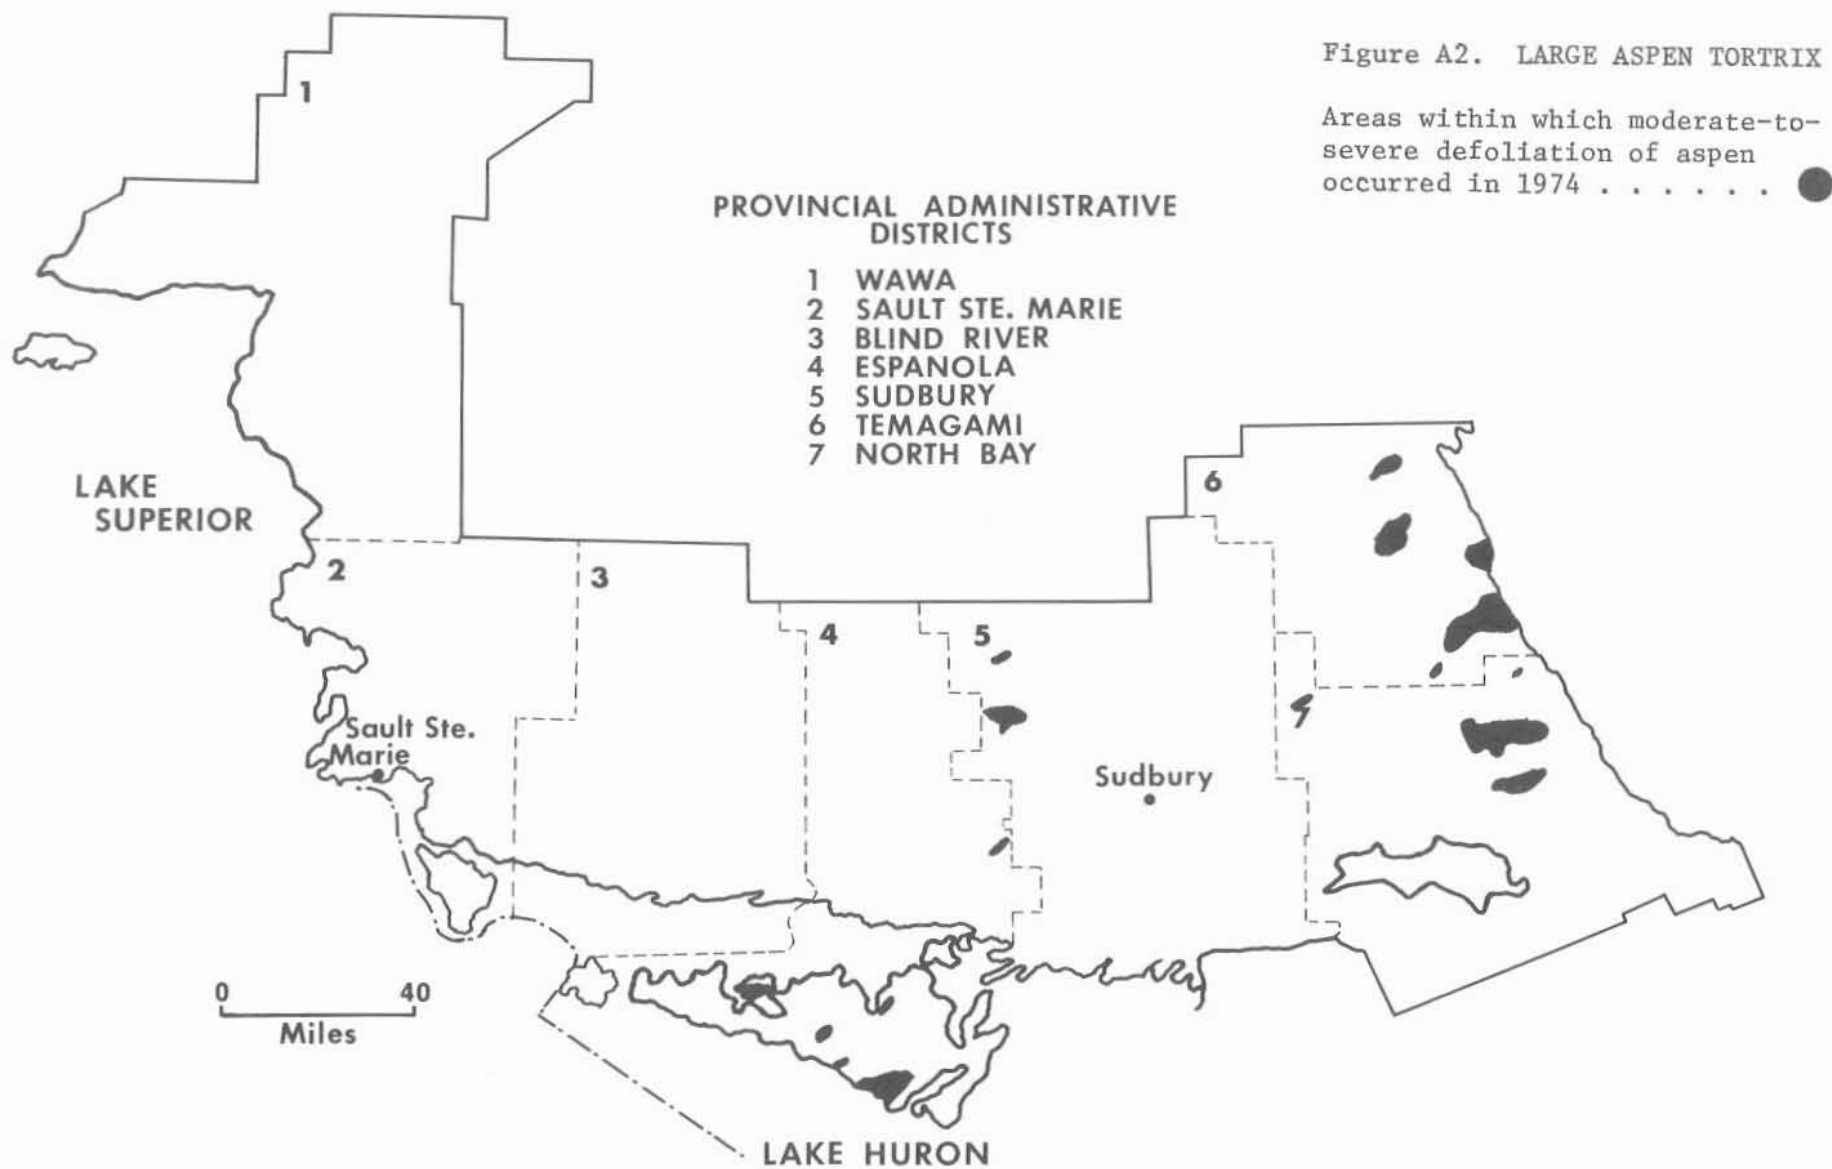 Figure A2. LARGE ASPEN TORTRIX
Areas within which moderate-to-
severe defoliation of aspen
occurred in 1974 . . . . . .
PROVINCIAL ADMINISTRATIVE
DISTRICTS
1 WAWA
2 SAULT STE. MARIE
3 BLIND RIVER
4 ESPANOLA
5 SUDBURY
6 TEMAGAMI
7 NORTH BAY
1
LAKE
SUPERIOR
6
2
3
4
5
7
Sault Ste.
Marie
Sudbury
0 40
Miles
LAKE HURON